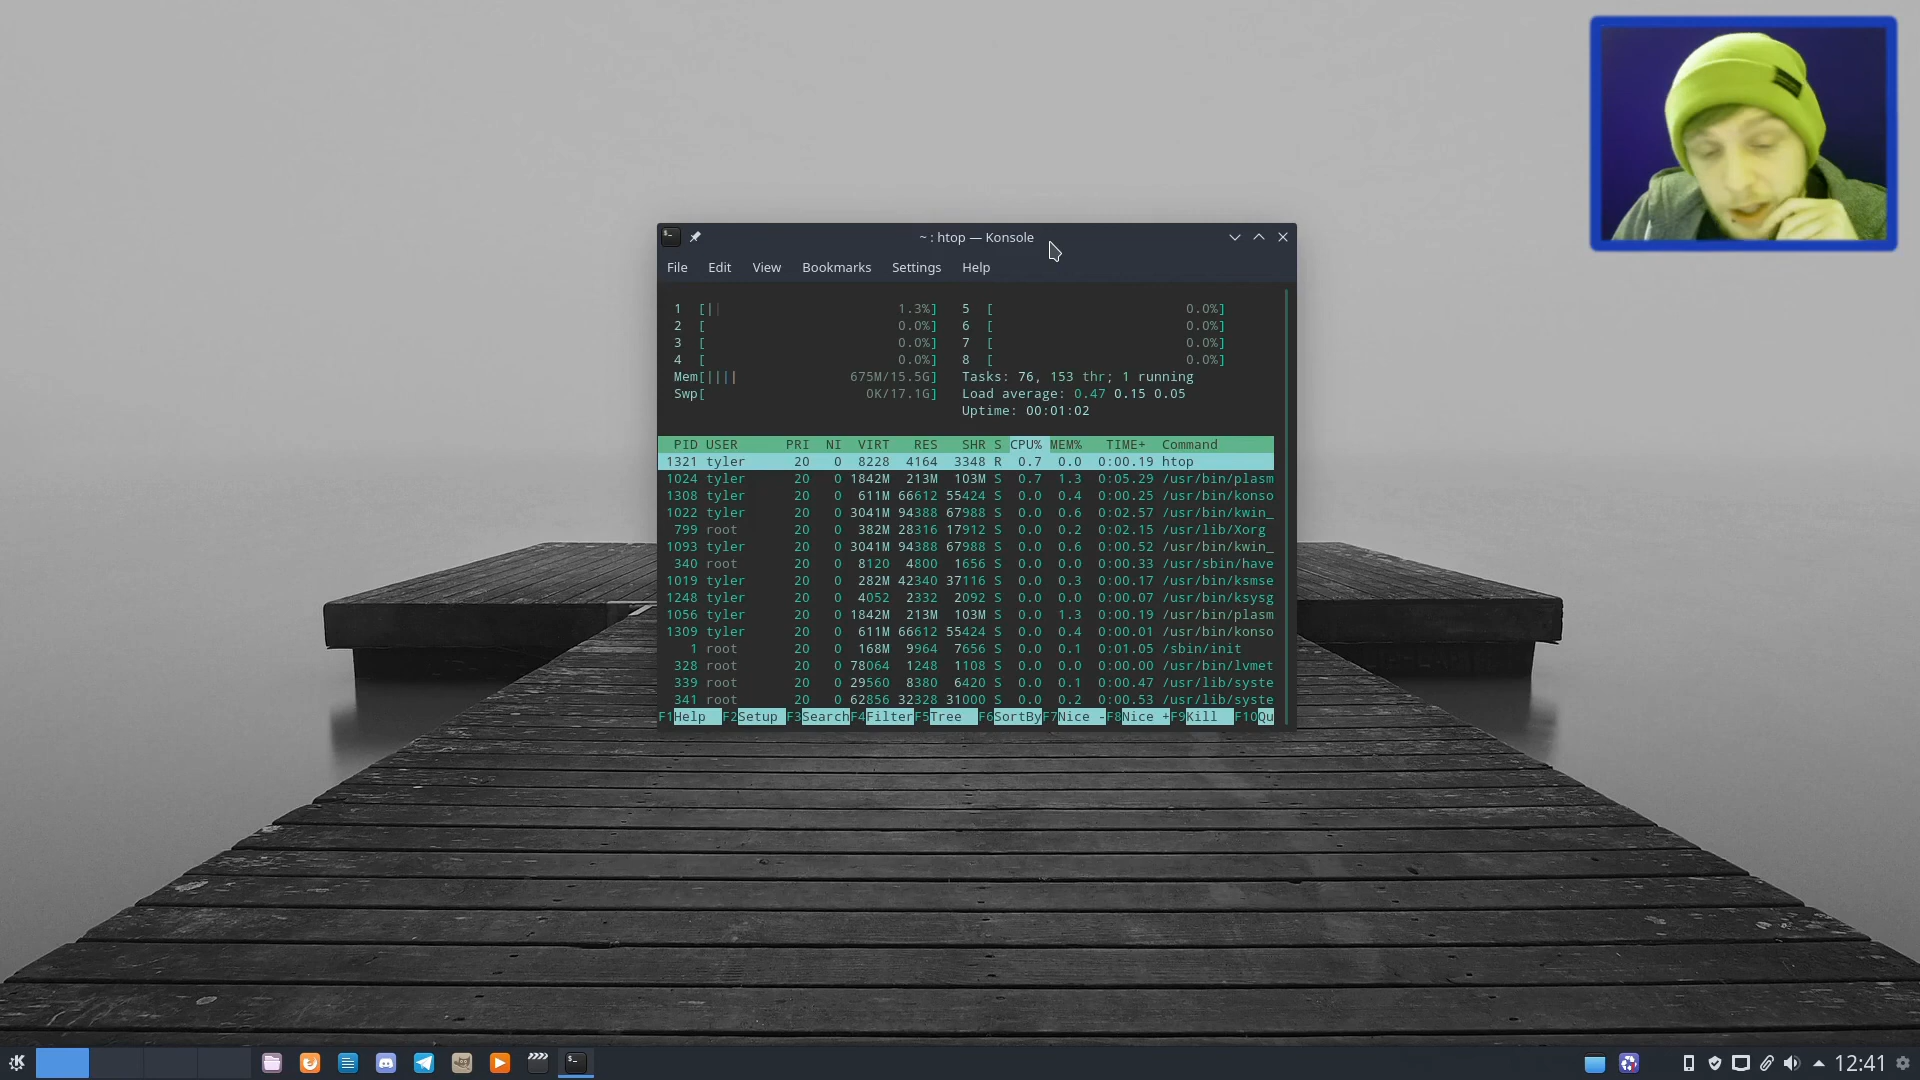 ~ : htop — Konsole
File Edit View Bookmarks Settings Help
1 [|| 1.3%] 5 [ 0.0%]
2 [ 0.0%] 6 [ 0.0%]
3 [ 0.0%] 7 [ 0.0%]
4 [ 0.0%] 8 [ 0.0%]
Mem[|||| 675M/15.5G] Tasks: 76, 153 thr; 1 running
Swp[ 0K/17.1G] Load average: 0.47 0.15 0.05
Uptime: 00:01:02
PID USER PRI NI VIRT RES SHR S CPU% MEM% TIME+ Command
1321 tyler 20 0 8228 4164 3348 R 0.7 0.0 0:00.19 htop
1024 tyler 20 0 1842M 213M 103M S 0.7 1.3 0:05.29 /usr/bin/plasm
1308 tyler 20 0 611M 66612 55424 S 0.0 0.4 0:00.25 /usr/bin/konso
1022 tyler 20 0 3041M 94388 67988 S 0.0 0.6 0:02.57 /usr/bin/kwin_
799 root 20 0 382M 28316 17912 S 0.0 0.2 0:02.15 /usr/lib/Xorg
1093 tyler 20 0 3041M 94388 67988 S 0.0 0.6 0:00.52 /usr/bin/kwin_
340 root 20 0 8120 4800 1656 S 0.0 0.0 0:00.33 /usr/sbin/have
1019 tyler 20 0 282M 42340 37116 S 0.0 0.3 0:00.17 /usr/bin/ksmse
1248 tyler 20 0 4052 2332 2092 S 0.0 0.0 0:00.07 /usr/bin/ksysg
1056 tyler 20 0 1842M 213M 103M S 0.0 1.3 0:00.19 /usr/bin/plasm
1309 tyler 20 0 611M 66612 55424 S 0.0 0.4 0:00.01 /usr/bin/konso
1 root 20 0 168M 9964 7656 S 0.0 0.1 0:01.05 /sbin/init
328 root 20 0 78064 1248 1108 S 0.0 0.0 0:00.00 /usr/bin/lvmet
339 root 20 0 29560 8380 6420 S 0.0 0.1 0:00.47 /usr/lib/syste
341 root 20 0 62856 32328 31000 S 0.0 0.2 0:00.53 /usr/lib/syste
F1Help F2Setup F3SearchF4FilterF5Tree F6SortByF7Nice -F8Nice +F9Kill F10Qu
12:41